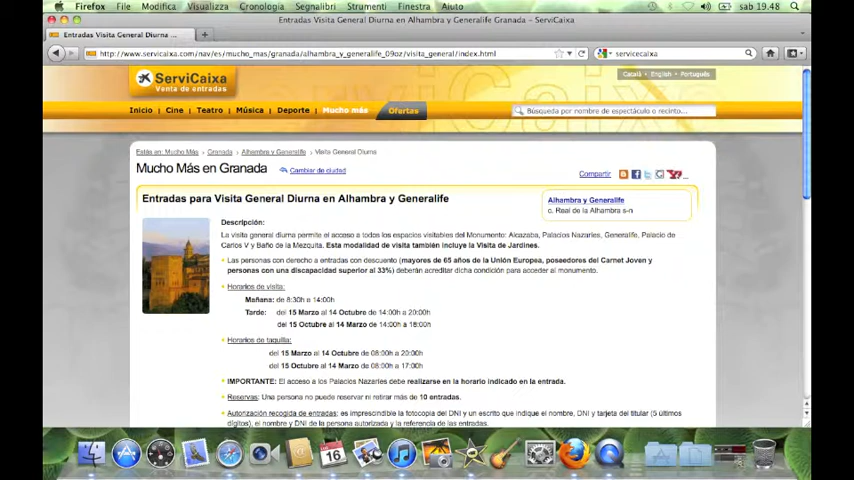 Firefox File Modifica Visualizza Cronologia Segnalibri Strumenti Finestra Aiuto sab 19.48
Entradas Visita General Diurna en Alhambra y Generalife Granada - ServiCaixa
Entradas Visita General Diurna en ...
http://www.servicaixa.com/nav/es/mucho_mas/granada/alhambra_y_generalife_09oz/visita_general/index.html
servicecaixa
ServiCaixa
Venta de entradas
Català English Português
Inicio Cine Teatro Música Deporte Mucho más Ofertas
Búsqueda por nombre de espectáculo o recinto...
Estás en: Mucho Más Granada Alhambra y Generalife Visita General Diurna
Mucho Más en Granada Cambiar de ciudad
Compartir
Entradas para Visita General Diurna en Alhambra y Generalife
Alhambra y Generalife
c. Real de la Alhambra s-n
Descripción:
La visita general diurna permite el acceso a todos los espacios visitables del Monumento: Alcazaba, Palacios Nazaríes, Generalife, Palacio de
Carlos V y Baño de la Mezquita. Esta modalidad de visita también incluye la Visita de Jardines.
Las personas con derecho a entradas con descuento (mayores de 65 años de la Unión Europea, poseedores del Carnet Joven y
personas con una discapacidad superior al 33%) deberán acreditar dicha condición para acceder al monumento.
Horarios de visita:
Mañana: de 8:30h a 14:00h
Tarde: del 15 Marzo al 14 Octubre de 14:00h a 20:00h
del 15 Octubre al 14 Marzo de 14:00h a 18:00h
Horarios de taquilla:
del 15 Marzo al 14 Octubre de 08:00h a 20:00h
del 15 Octubre al 14 Marzo de 08:00h a 17:00h
IMPORTANTE: El acceso a los Palacios Nazaríes debe realizarse en el horario indicado en la entrada.
Reservas: Una persona no puede reservar ni retirar más de 10 entradas.
Autorización recogida de entradas: es imprescindible la fotocopia del DNI y un escrito que indique el nombre, DNI y tarjeta del titular (5 últimos
dígitos), el nombre y DNI de la persona autorizada y la referencia de las entradas.
16